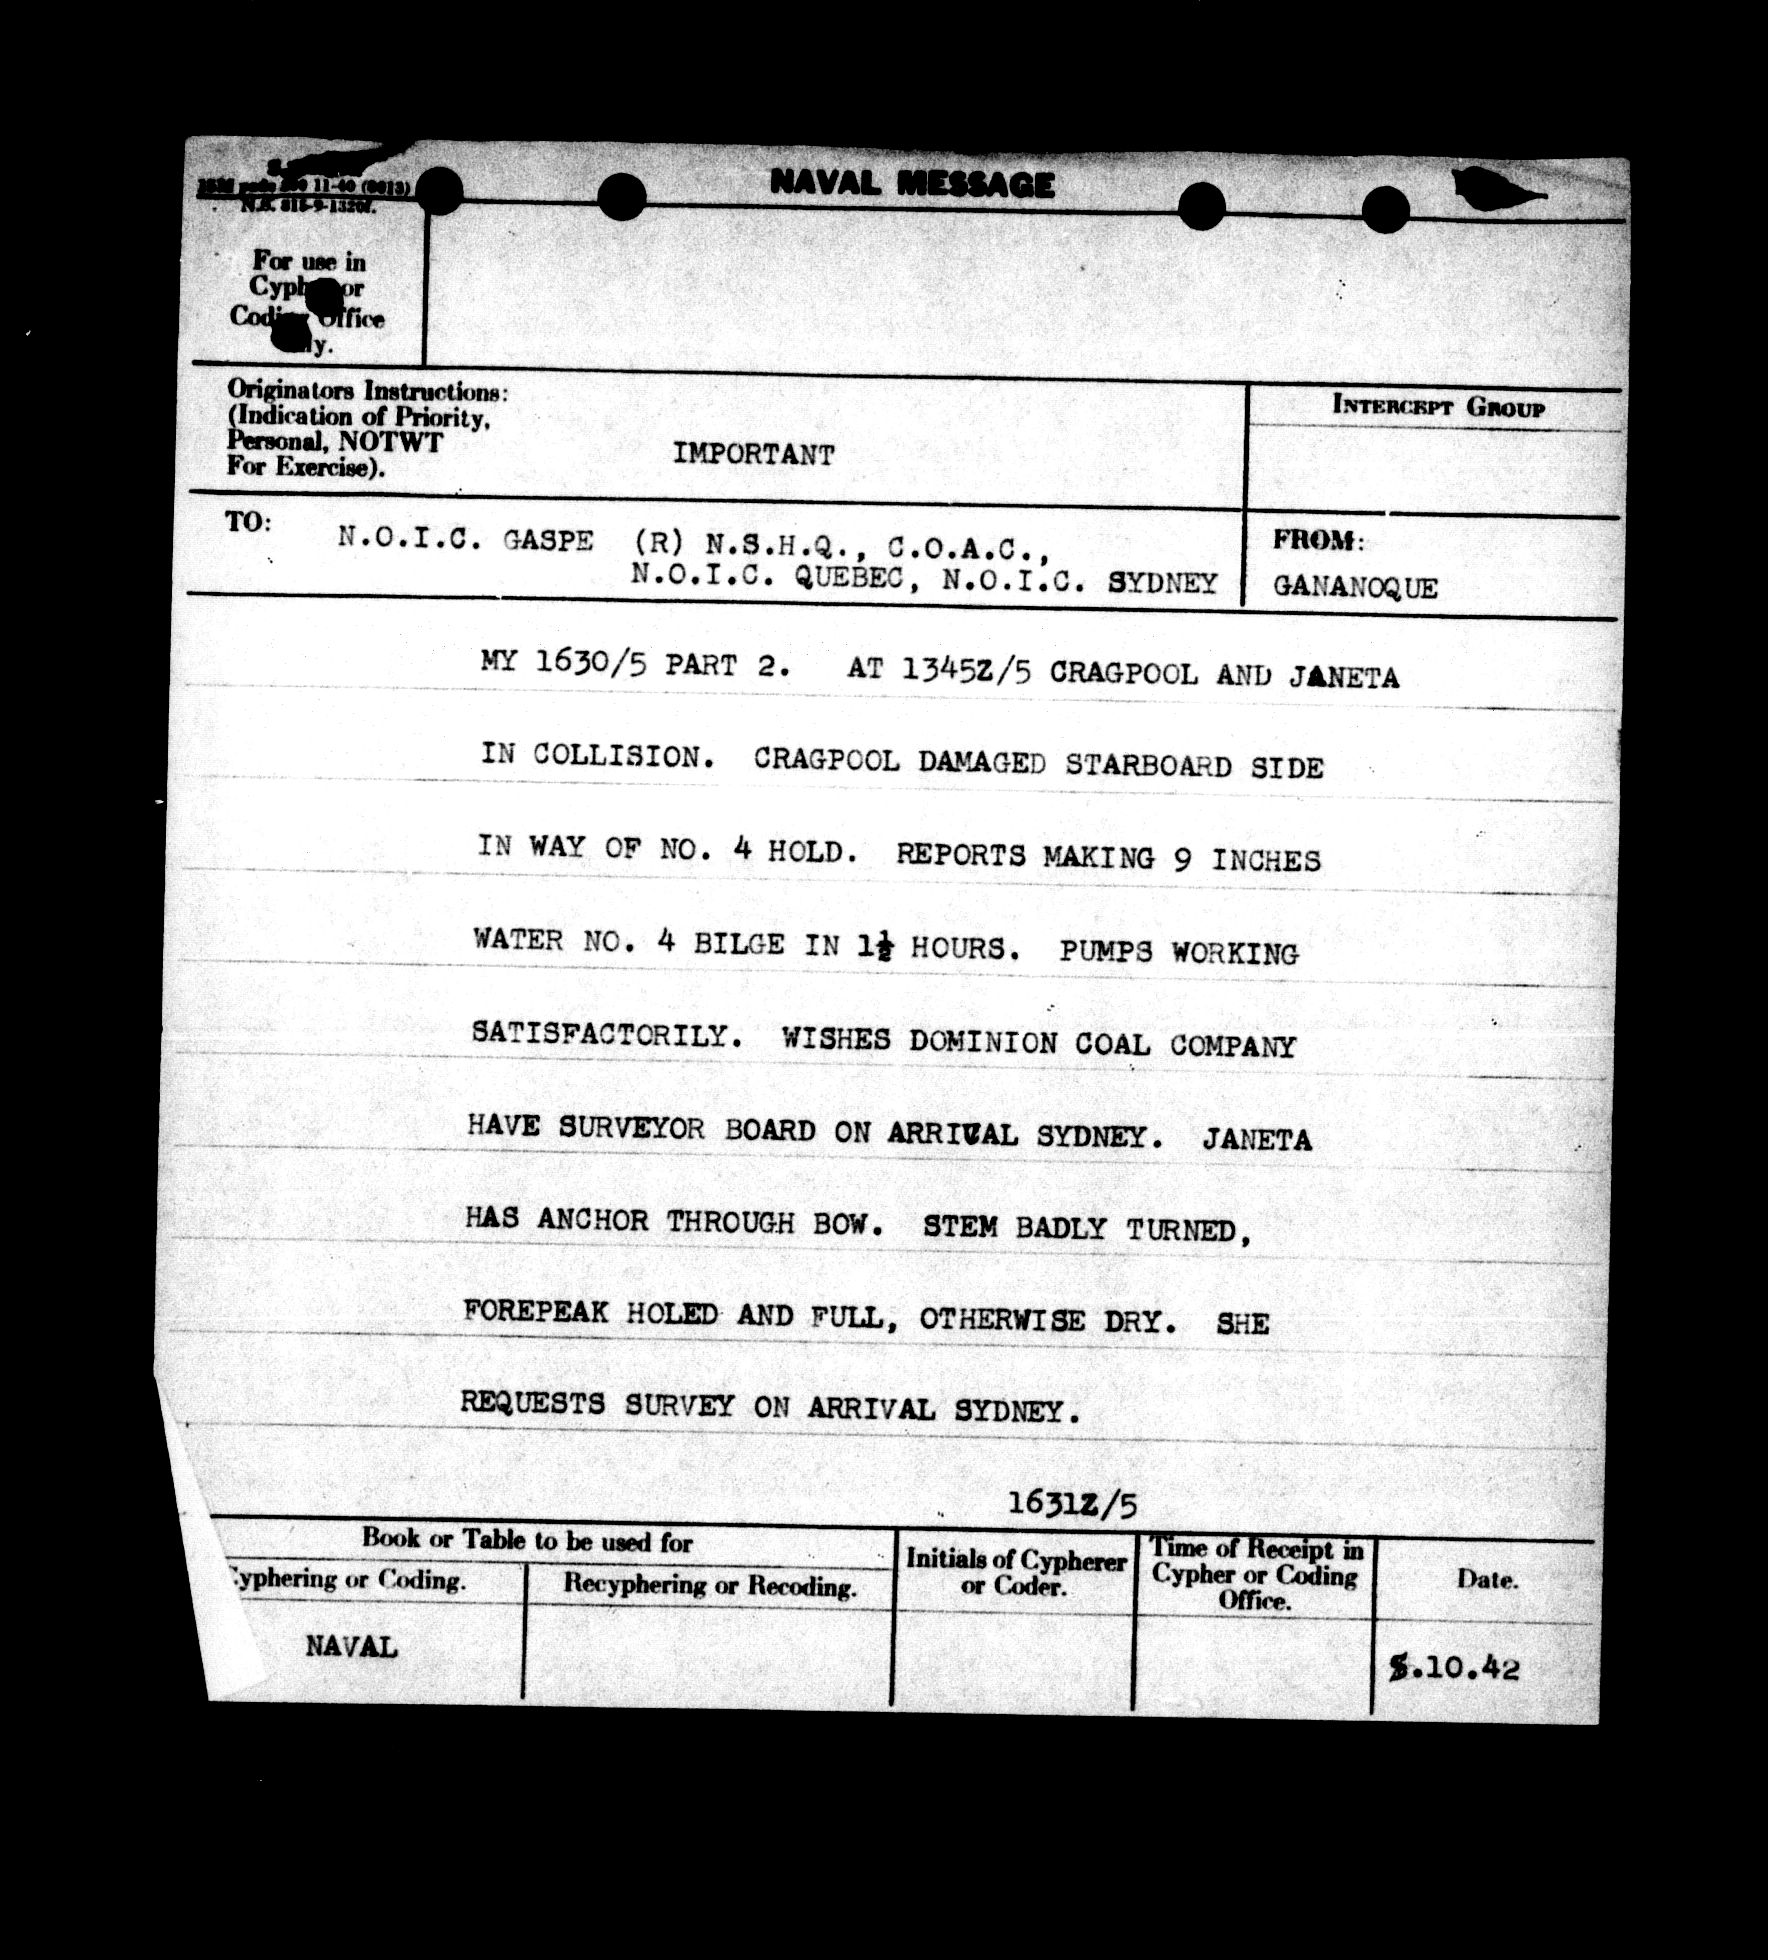 NAVAL MESSAGE
11-40 (6613)
For use in
or
Office
Originators Instructions:
(Indication of Priority,
Personal, NOTWT
For Exercise).
IMPORTANT
INTERCEPT GROUP
TO:
N.O.I.C. GASPE (R) N.S.H.Q., C.O.A.C.,
N.O.I.C. QUEBEC, N.O.I.C. SYDNEY
FROM:
GANANOQUE
MY 1630/5 PART 2. AT 1345Z/5 CRAGPOOL AND JANETA
IN COLLISION. CRAGPOOL DAMAGED STARBOARD SIDE
IN WAY OF NO. 4 HOLD. REPORTS MAKING 9 INCHES
WATER NO. 4 BILGE IN 1½ HOURS. PUMPS WORKING
SATISFACTORILY. WISHES DOMINION COAL COMPANY
HAVE SURVEYOR BOARD ON ARRIVAL SYDNEY. JANETA
HAS ANCHOR THROUGH BOW. STEM BADLY TURNED,
FOREPEAK HOLED AND FULL, OTHERWISE DRY. SHE
REQUESTS SURVEY ON ARRIVAL SYDNEY.
1631Z/5
Book or Table to be used for
Cyphering or Coding.
Recyphering or Recoding.
Initials of Cypherer
or Coder.
Time of Receipt in
Cypher or Coding
Office.
Date.
NAVAL
5.10.42